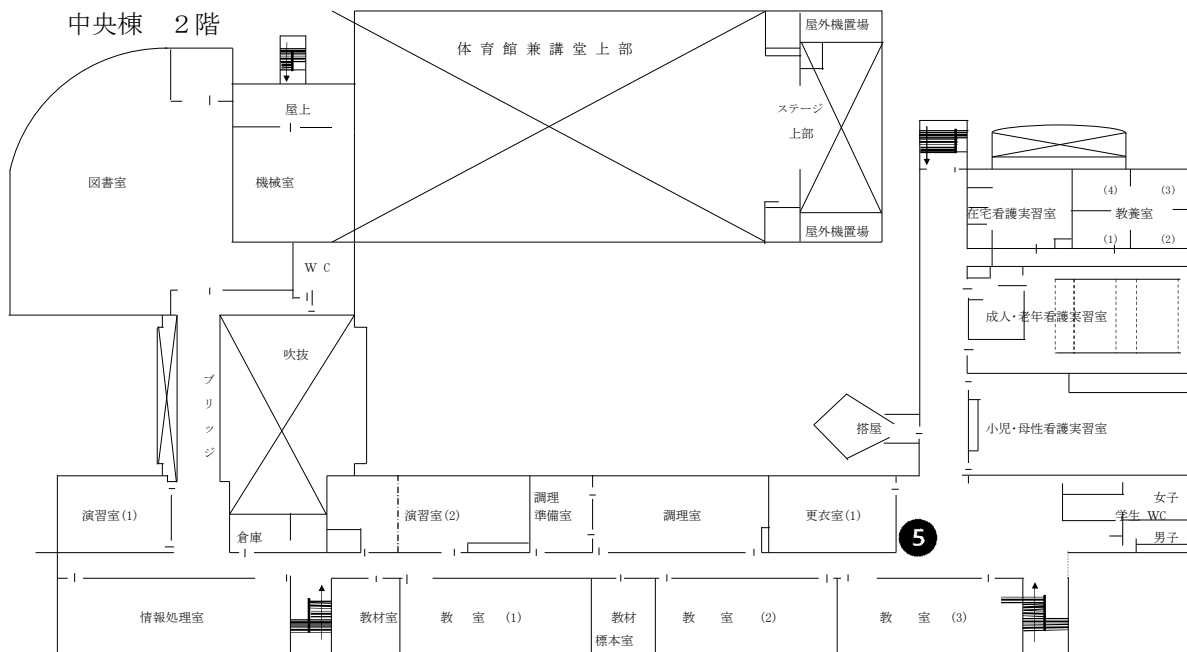 中央棟 2階
屋外機置場
体育館兼講堂上部
屋上
ステージ
上部
図書室
機械室
(4)
(3)
在宅看護実習室
教養室
(1)
(2)
屋外機置場
WC
成人・老年看護実習室
吹抜
ブリッジ
搭屋
小児・母性看護実習室
演習室(1)
演習室(2)
調理
準備室
調理室
更衣室(1)
女子
学生 WC
男子
倉庫
5
情報処理室
教材室
教室 (1)
教材
標本室
教室 (2)
教室 (3)